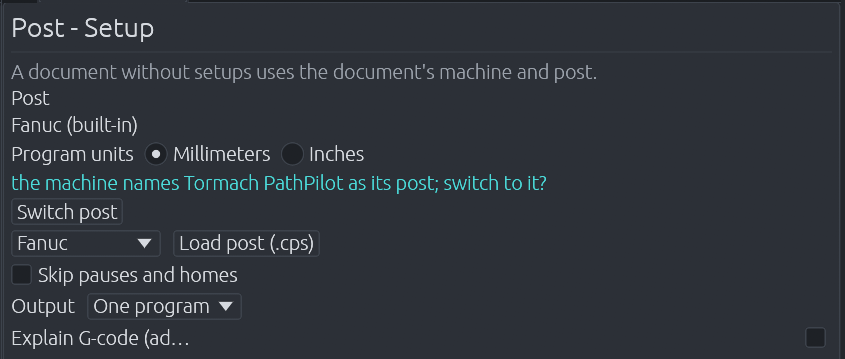 Post - Setup
A document without setups uses the document's machine and post.
Post
Fanuc (built-in)
Program units Millimeters Inches
the machine names Tormach PathPilot as its post; switch to it?
Switch post
Fanuc Load post (.cps)
Skip pauses and homes
Output One program
Explain G-code (ad...